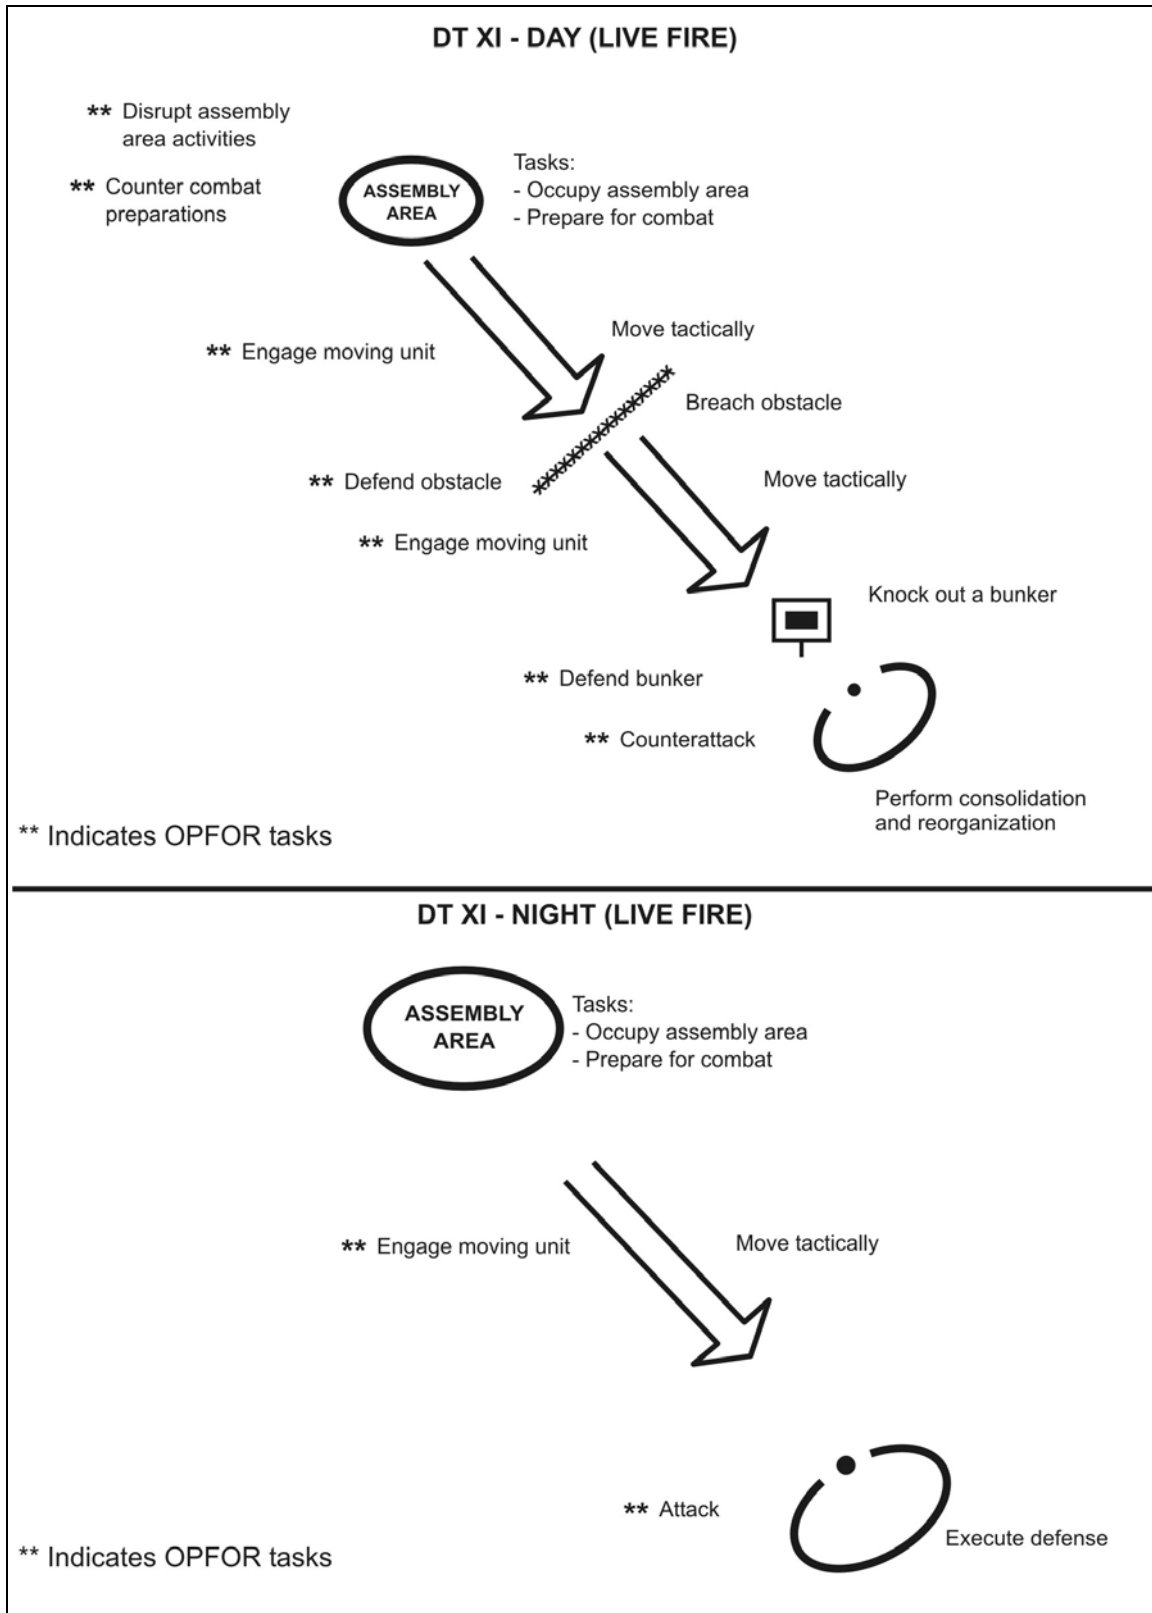 DT XI - DAY (LIVE FIRE)
** Disrupt assembly
area activities
** Counter combat
preparations
ASSEMBLY
AREA
Tasks:
- Occupy assembly area
- Prepare for combat
Move tactically
** Engage moving unit
Breach obstacle
** Defend obstacle
Move tactically
** Engage moving unit
Knock out a bunker
** Defend bunker
** Counterattack
Perform consolidation
and reorganization
** Indicates OPFOR tasks
DT XI - NIGHT (LIVE FIRE)
ASSEMBLY
AREA
Tasks:
- Occupy assembly area
- Prepare for combat
** Engage moving unit
Move tactically
** Attack
Execute defense
** Indicates OPFOR tasks